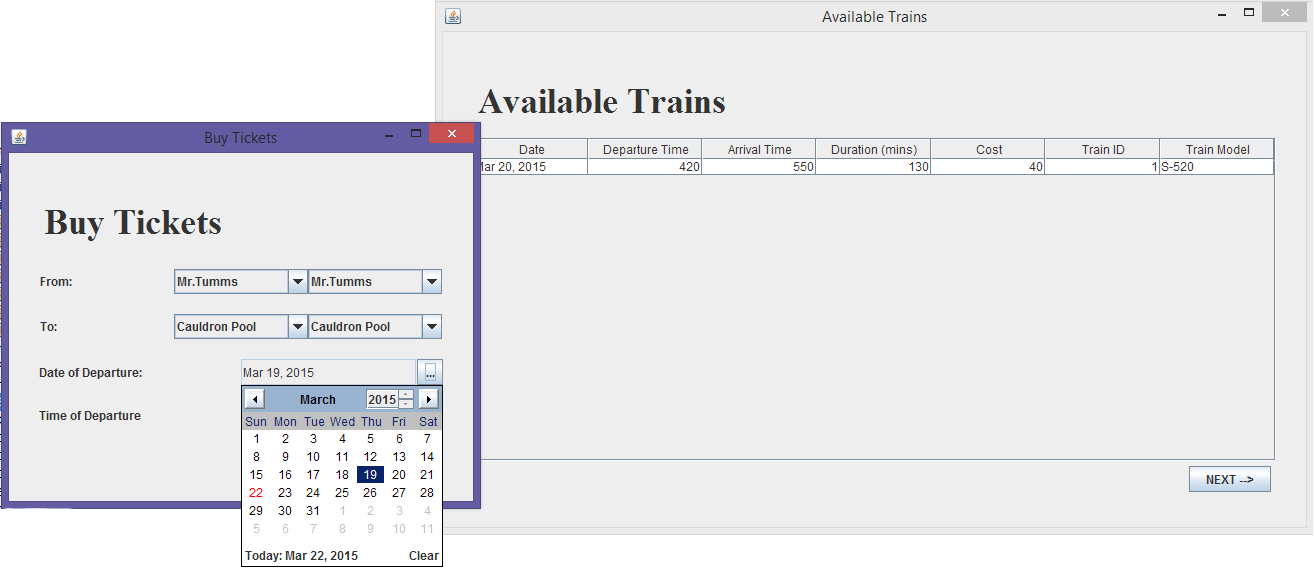 Buy Tickets
Buy Tickets
From:
Mr.Tumms Mr.Tumms
To:
Cauldron Pool Cauldron Pool
Date of Departure:
Mar 19, 2015 ...
Time of Departure
March 2015
Sun Mon Tue Wed Thu Fri Sat
1 2 3 4 5 6 7
8 9 10 11 12 13 14
15 16 17 18 19 20 21
22 23 24 25 26 27 28
29 30 31 1 2 3 4
5 6 7 8 9 10 11
Today: Mar 22, 2015 Clear
Available Trains
Available Trains
Date Departure Time Arrival Time Duration (mins) Cost Train ID Train Model
Mar 20, 2015 420 550 130 40 1 S-520
NEXT -->